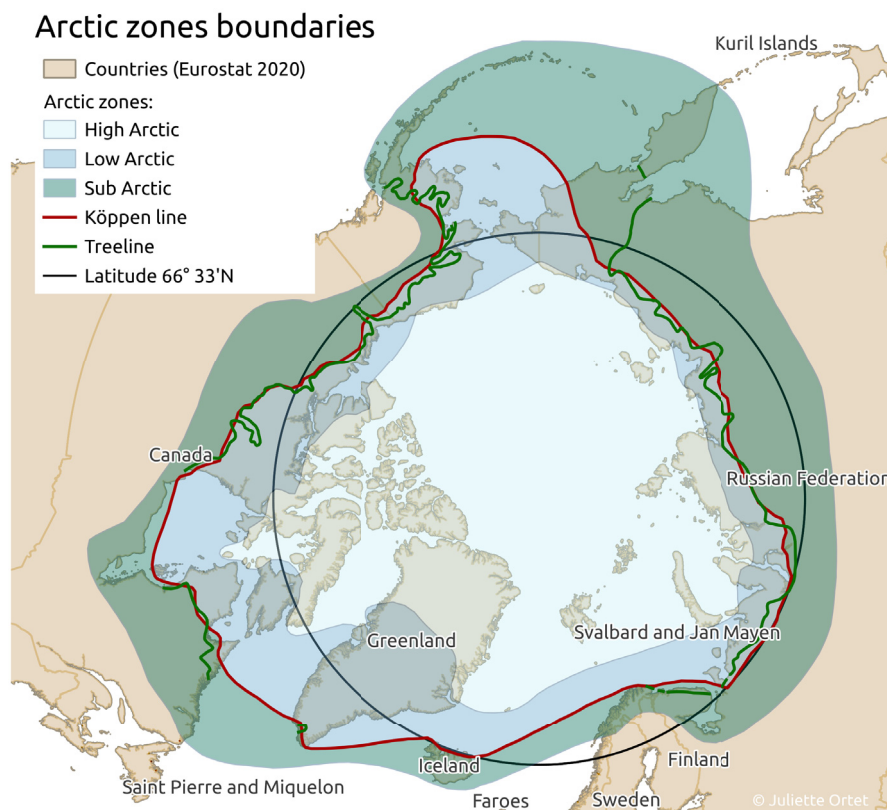 Arctic zones boundaries
Countries (Eurostat 2020)
Arctic zones:
High Arctic
Low Arctic
Sub Arctic
Köppen line
Treeline
Latitude 66° 33'N
Kuril Islands
Canada
Russian Federation
Greenland
Svalbard and Jan Mayen
Iceland
Finland
Saint Pierre and Miquelon
Faroes
Sweden
© Juliette Ortet